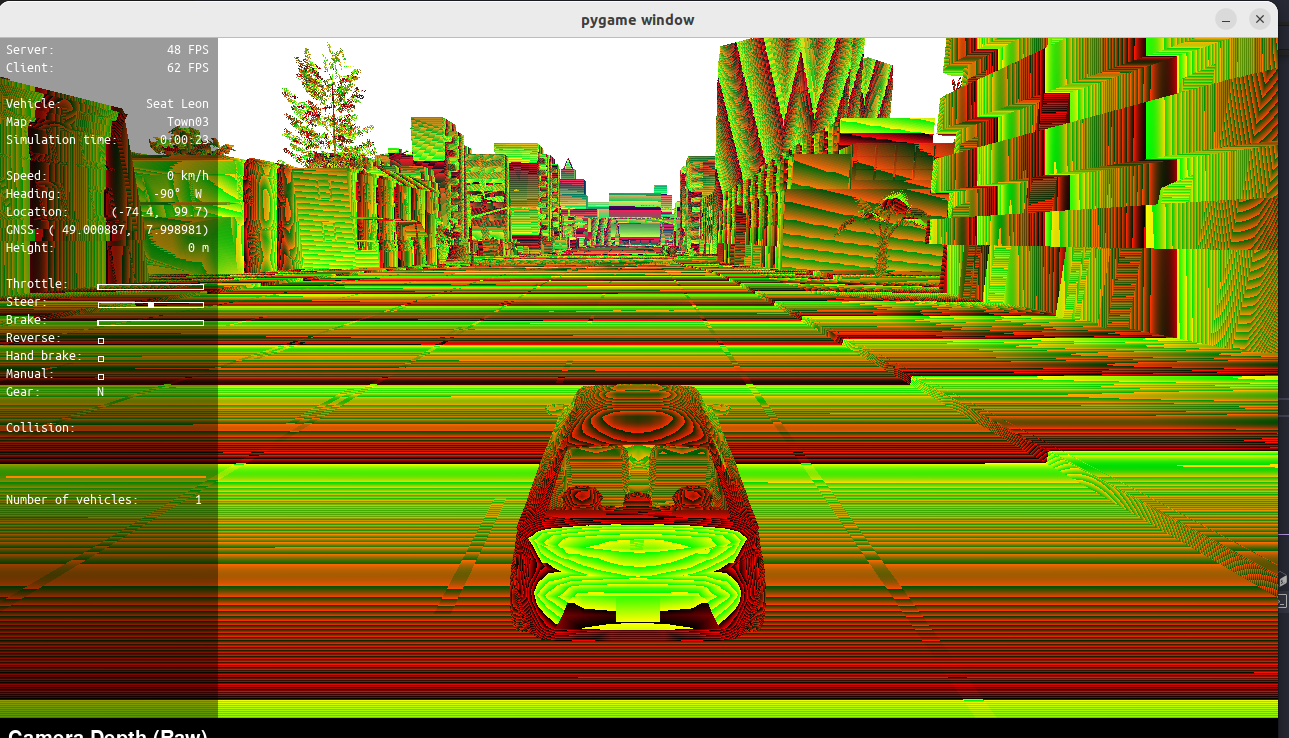 pygame window
Server: 48 FPS
Client: 62 FPS
Vehicle: Seat Leon
Map: Town03
Simulation time: 0:00:23
Speed: 0 km/h
Heading: -90° W
Location: (-74.4, 99.7)
GNSS: ( 49.000887, 7.998981)
Height: 0 m
Throttle:
Steer:
Brake:
Reverse:
Hand brake:
Manual:
Gear: N
Collision:
Number of vehicles: 1
Camera Depth (Raw)